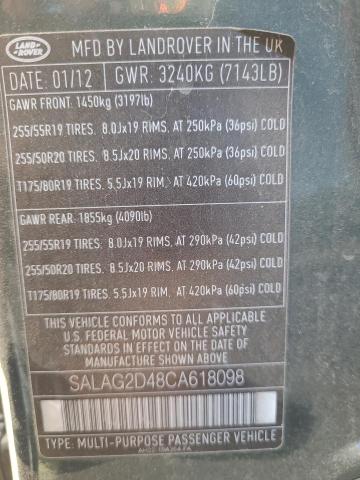 LAND ROVER
MFD BY LANDROVER IN THE UK
DATE: 01/12 GWR: 3240KG (7143LB)
GAWR FRONT: 1450kg (3197lb)
255/55R19 TIRES. 8.0Jx19 RIMS, AT 250kPa (36psi) COLD
255/50R20 TIRES. 8.5Jx20 RIMS, AT 250kPa (36psi) COLD
T175/80R19 TIRES. 5.5Jx19 RIMS, AT 420kPa (60psi) COLD
GAWR REAR: 1855kg (4090lb)
255/55R19 TIRES. 8.0Jx19 RIMS, AT 290kPa (42psi) COLD
255/50R20 TIRES. 8.5Jx20 RIMS, AT 290kPa (42psi) COLD
T175/80R19 TIRES. 5.5Jx19 RIMS, AT 420kPa (60psi) COLD
THIS VEHICLE CONFORMS TO ALL APPLICABLE
U.S. FEDERAL MOTOR VEHICLE SAFETY
STANDARDS IN EFFECT ON THE DATE OF
MANUFACTURE SHOWN ABOVE.
SALAG2D48CA618098
TYPE: MULTI-PURPOSE PASSENGER VEHICLE